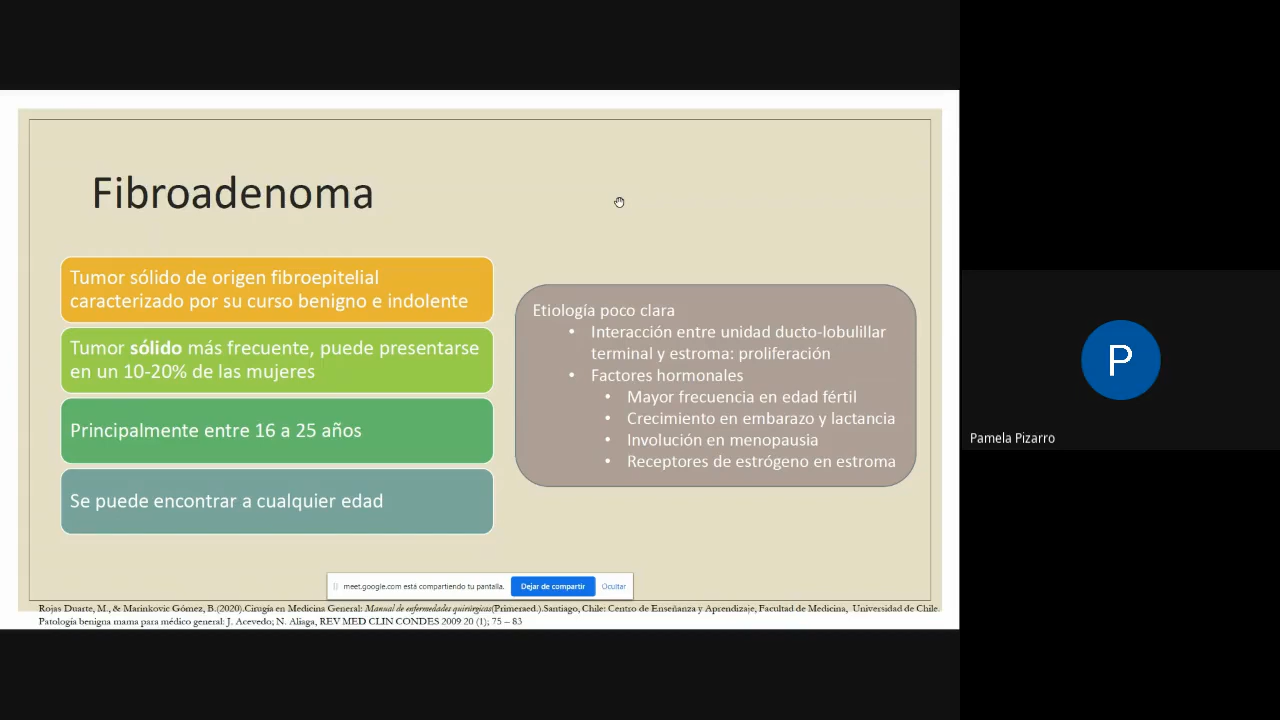 Fibroadenoma
Tumor sólido de origen fibroepitelial
caracterizado por su curso benigno e indolente
Tumor sólido más frecuente, puede presentarse
en un 10-20% de las mujeres
Principalmente entre 16 a 25 años
Se puede encontrar a cualquier edad
Etiología poco clara
• Interacción entre unidad ducto-lobulillar
terminal y estroma: proliferación
• Factores hormonales
• Mayor frecuencia en edad fértil
• Crecimiento en embarazo y lactancia
• Involución en menopausia
• Receptores de estrógeno en estroma
meet.google.com está compartiendo tu pantalla.
Dejar de compartir
Ocultar
Rojas Duarte, M., & Marinkovic Gómez, B.(2020).Cirugía en Medicina General: Manual de enfermedades quirúrgicas(Primeraed.).Santiago, Chile: Centro de Enseñanza y Aprendizaje, Facultad de Medicina, Universidad de Chile.
Patología benigna mama para médico general: J. Acevedo; N. Aliaga, REV MED CLIN CONDES 2009 20 (1); 75 – 83
P
Pamela Pizarro